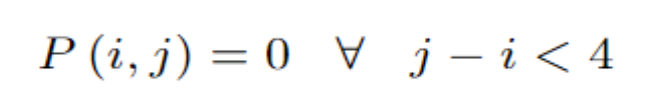 P (i, j) = 0 ∀ j − i < 4